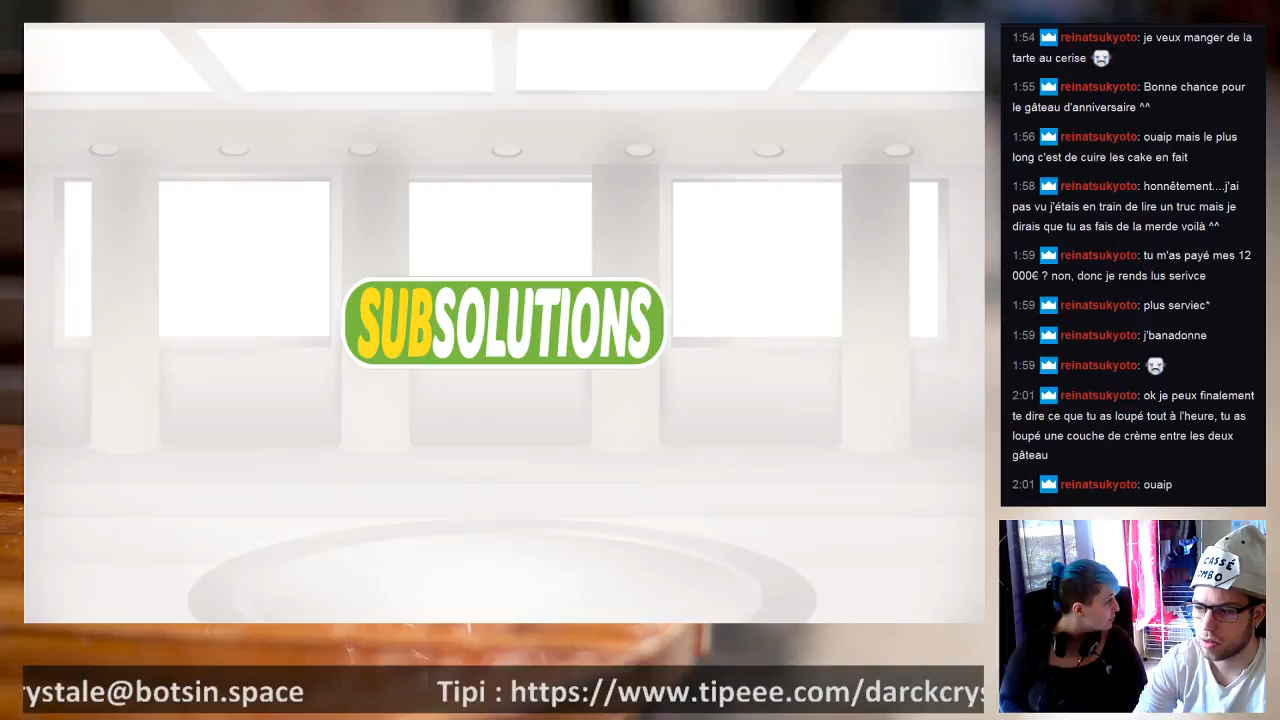 SUBSOLUTIONS
1:54 reinatsukyoto: je veux manger de la
tarte au cerise
1:55 reinatsukyoto: Bonne chance pour
le gâteau d'anniversaire ^^
1:56 reinatsukyoto: ouaip mais le plus
long c'est de cuire les cake en fait
1:58 reinatsukyoto: honnêtement....j'ai
pas vu j'étais en train de lire un truc mais je
dirais que tu as fais de la merde voilà ^^
1:59 reinatsukyoto: tu m'as payé mes 12
000€ ? non, donc je rends lus serivce
1:59 reinatsukyoto: plus serviec*
1:59 reinatsukyoto: j'banadonne
1:59 reinatsukyoto:
2:01 reinatsukyoto: ok je peux finalement
te dire ce que tu as loupé tout à l'heure, tu as
loupé une couche de crème entre les deux
gâteau
2:01 reinatsukyoto: ouaip
CASSÉ
OMBO
rystale@botsin.space Tipi : https://www.tipeee.com/darckcrys